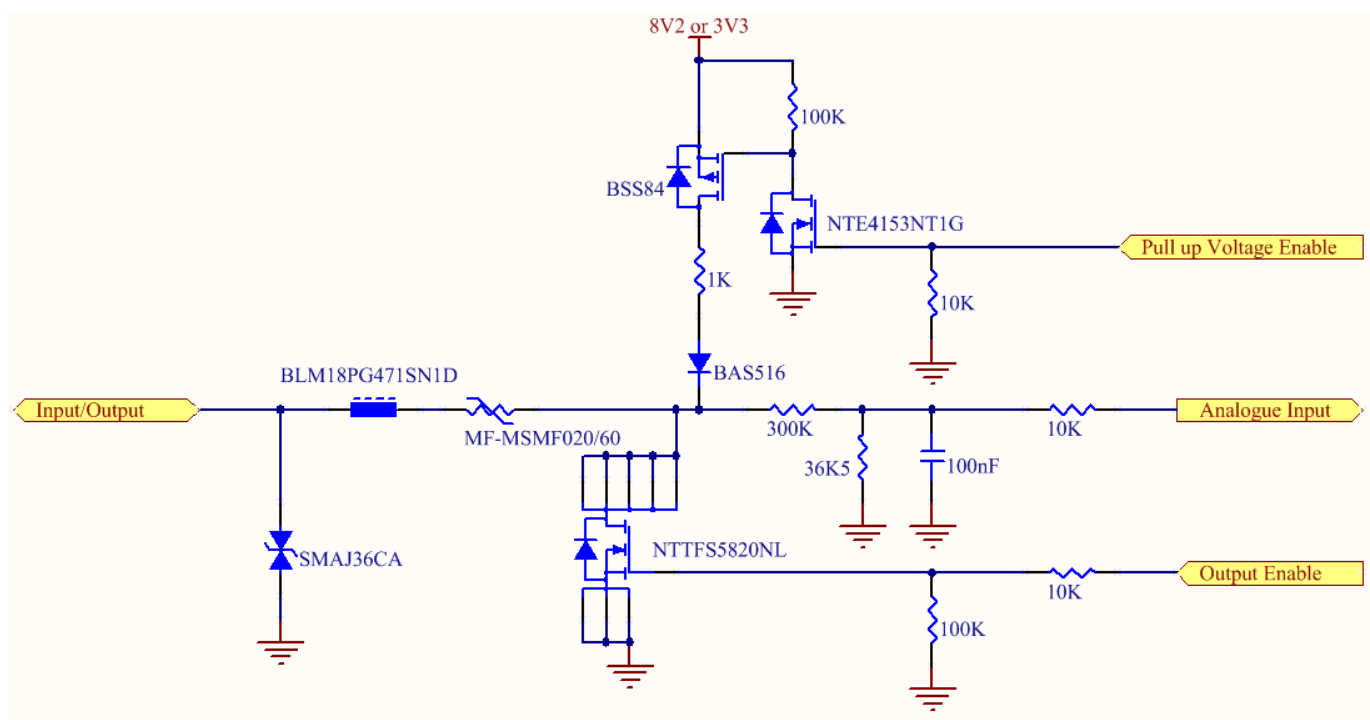 8V2 or 3V3
100K
BSS84
NTE4153NT1G
Pull up Voltage Enable
1K
10K
BAS516
BLM18PG471SN1D
Input/Output
MF-MSMF020/60
300K
10K
Analogue Input
36K5
100nF
SMAJ36CA
NTTFS5820NL
Output Enable
10K
100K